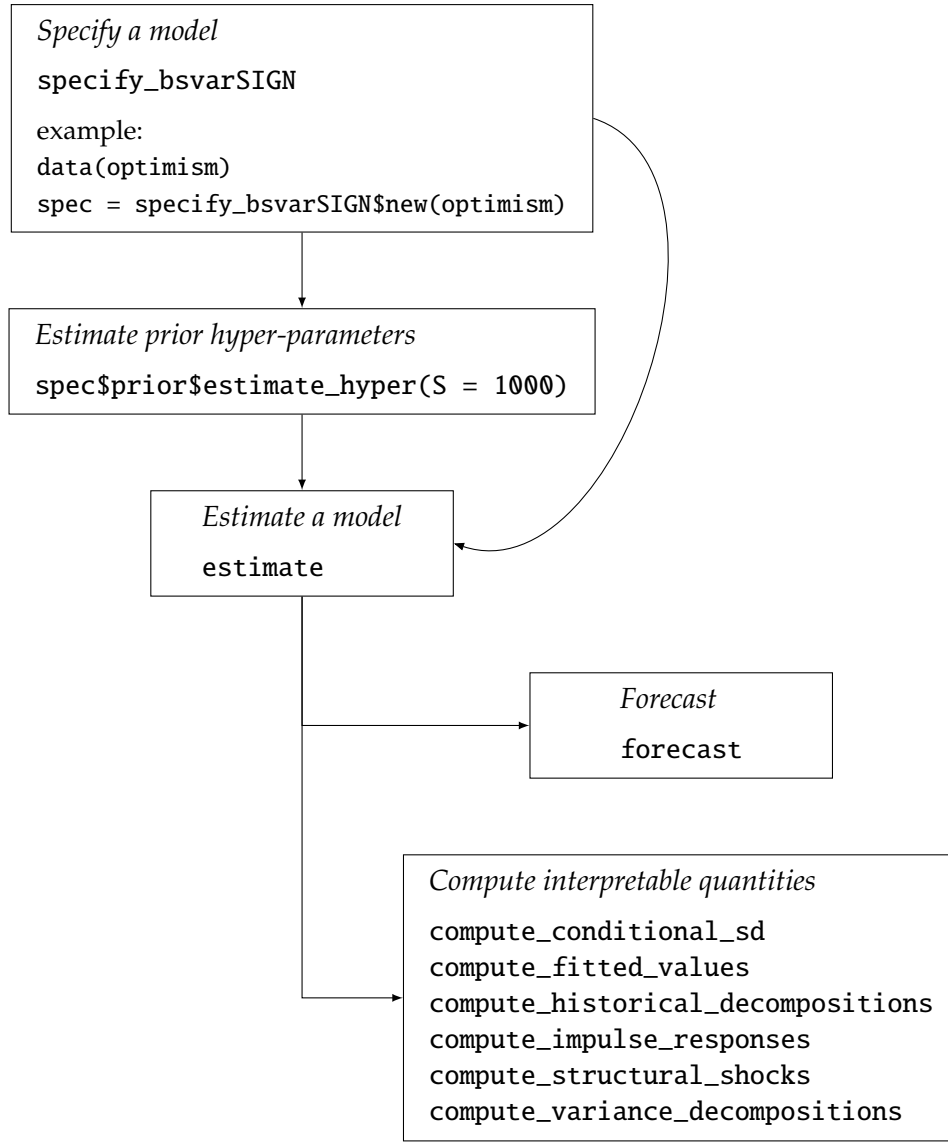 Specify a model
specify_bsvarSIGN
example:
data(optimism)
spec = specify_bsvarSIGN$new(optimism)
Estimate prior hyper-parameters
spec$prior$estimate_hyper(S = 1000)
Estimate a model
estimate
Forecast
forecast
Compute interpretable quantities
compute_conditional_sd
compute_fitted_values
compute_historical_decompositions
compute_impulse_responses
compute_structural_shocks
compute_variance_decompositions